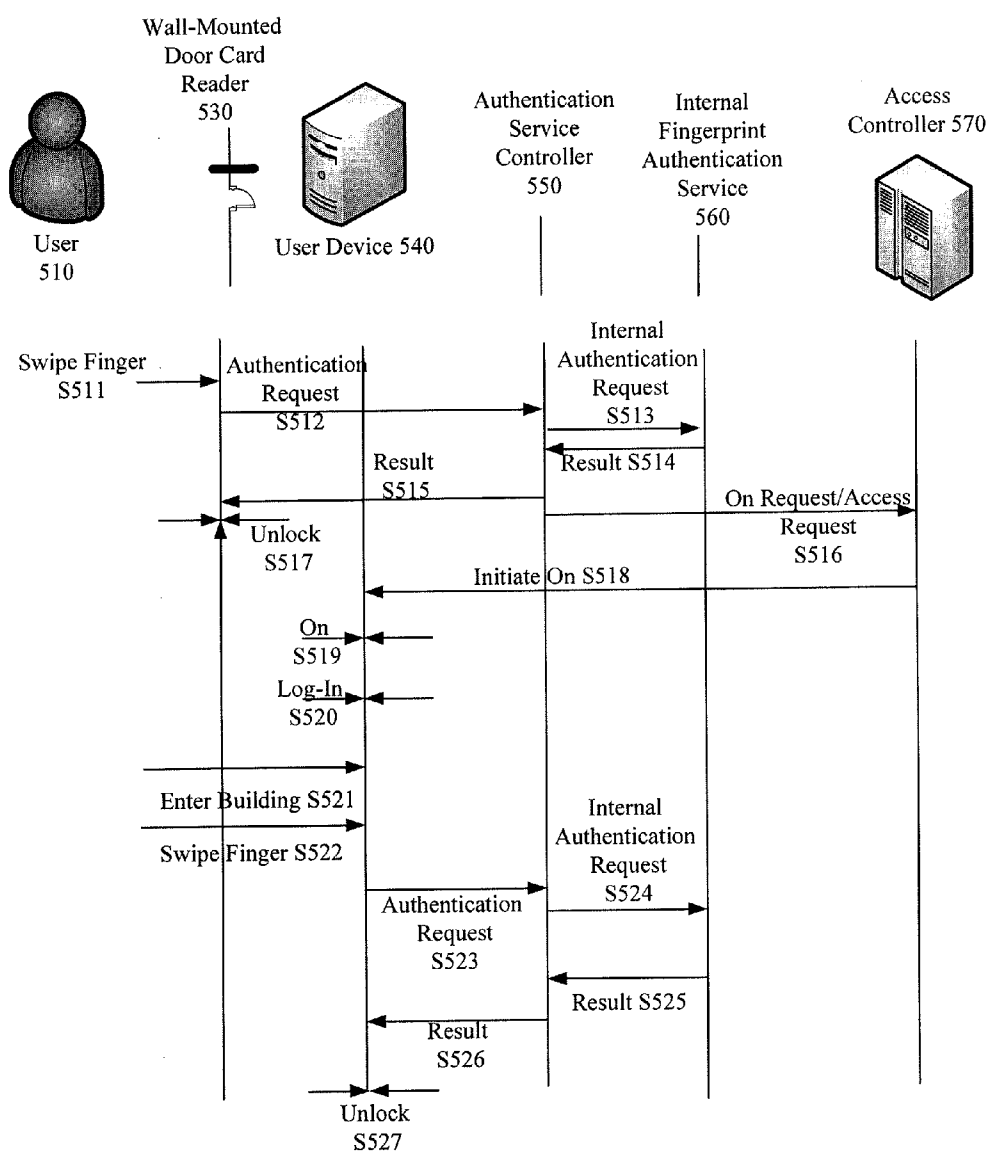 Wall-Mounted
Door Card
Reader
530
User
510
User Device 540
Authentication
Service
Controller
550
Internal
Fingerprint
Authentication
Service
560
Access
Controller 570
Swipe Finger
S511
Authentication
Request
S512
Internal
Authentication
Request
S513
Result S514
Result
S515
On Request/Access
Request
S516
Unlock
S517
Initiate On S518
On
S519
Log-In
S520
Enter Building S521
Swipe Finger S522
Authentication
Request
S523
Internal
Authentication
Request
S524
Result S525
Result
S526
Unlock
S527